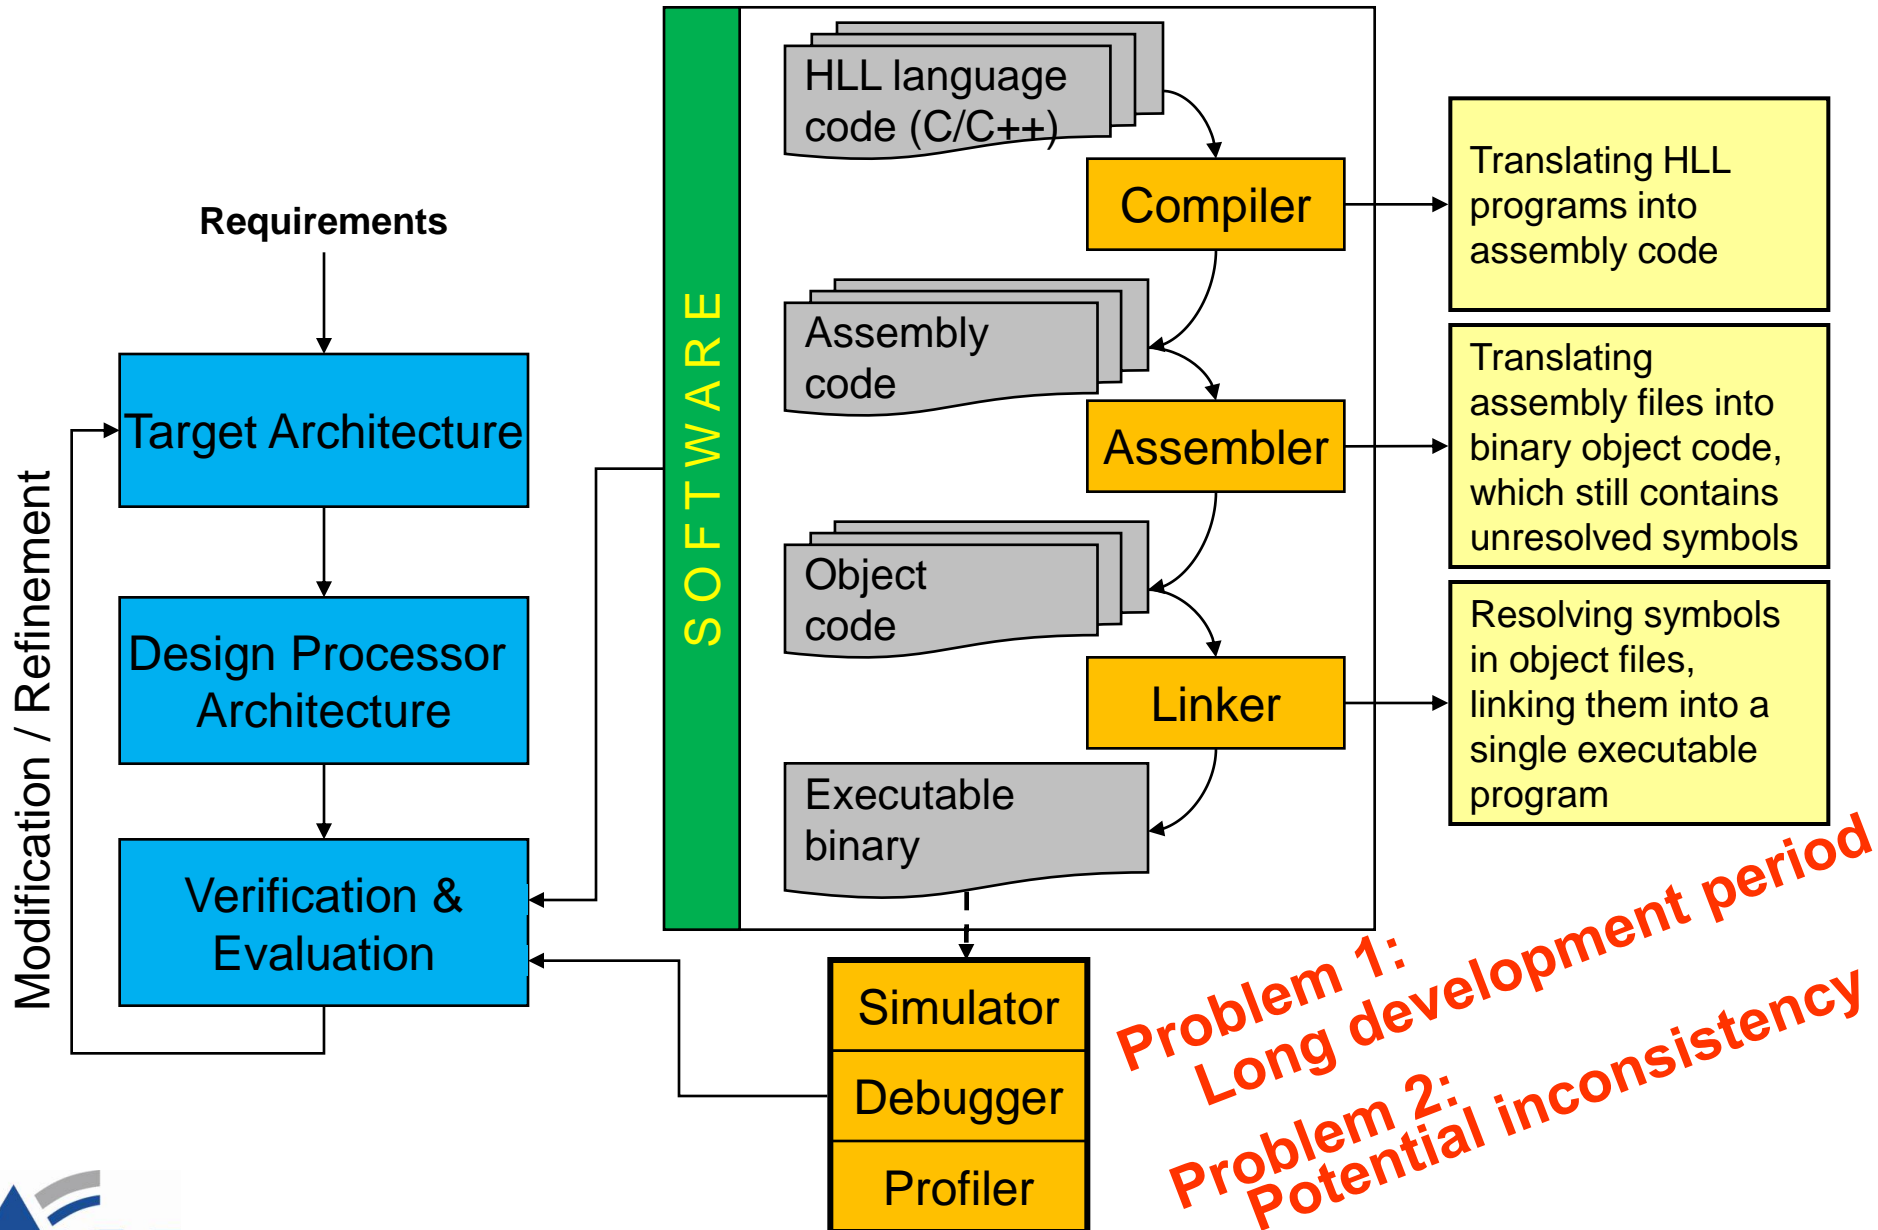 HLL language
code (C/C++)
Compiler
Translating HLL
programs into
assembly code
Requirements
SOFTWARE
Assembly
code
Assembler
Translating
assembly files into
binary object code,
which still contains
unresolved symbols
Target Architecture
Modification / Refinement
Object
code
Linker
Resolving symbols
in object files,
linking them into a
single executable
program
Design Processor
Architecture
Executable
binary
Verification &
Evaluation
Simulator
Debugger
Profiler
Problem 1:
Long development period
Problem 2:
Potential inconsistency